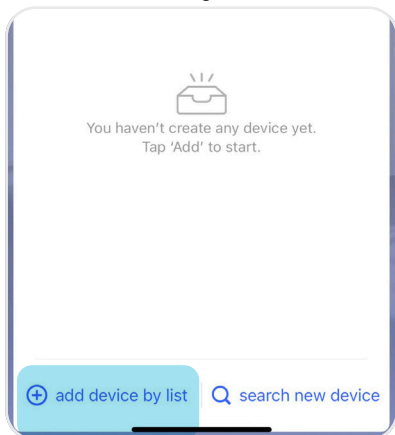 You haven't create any device yet.
Tap 'Add' to start.
add device by list
search new device